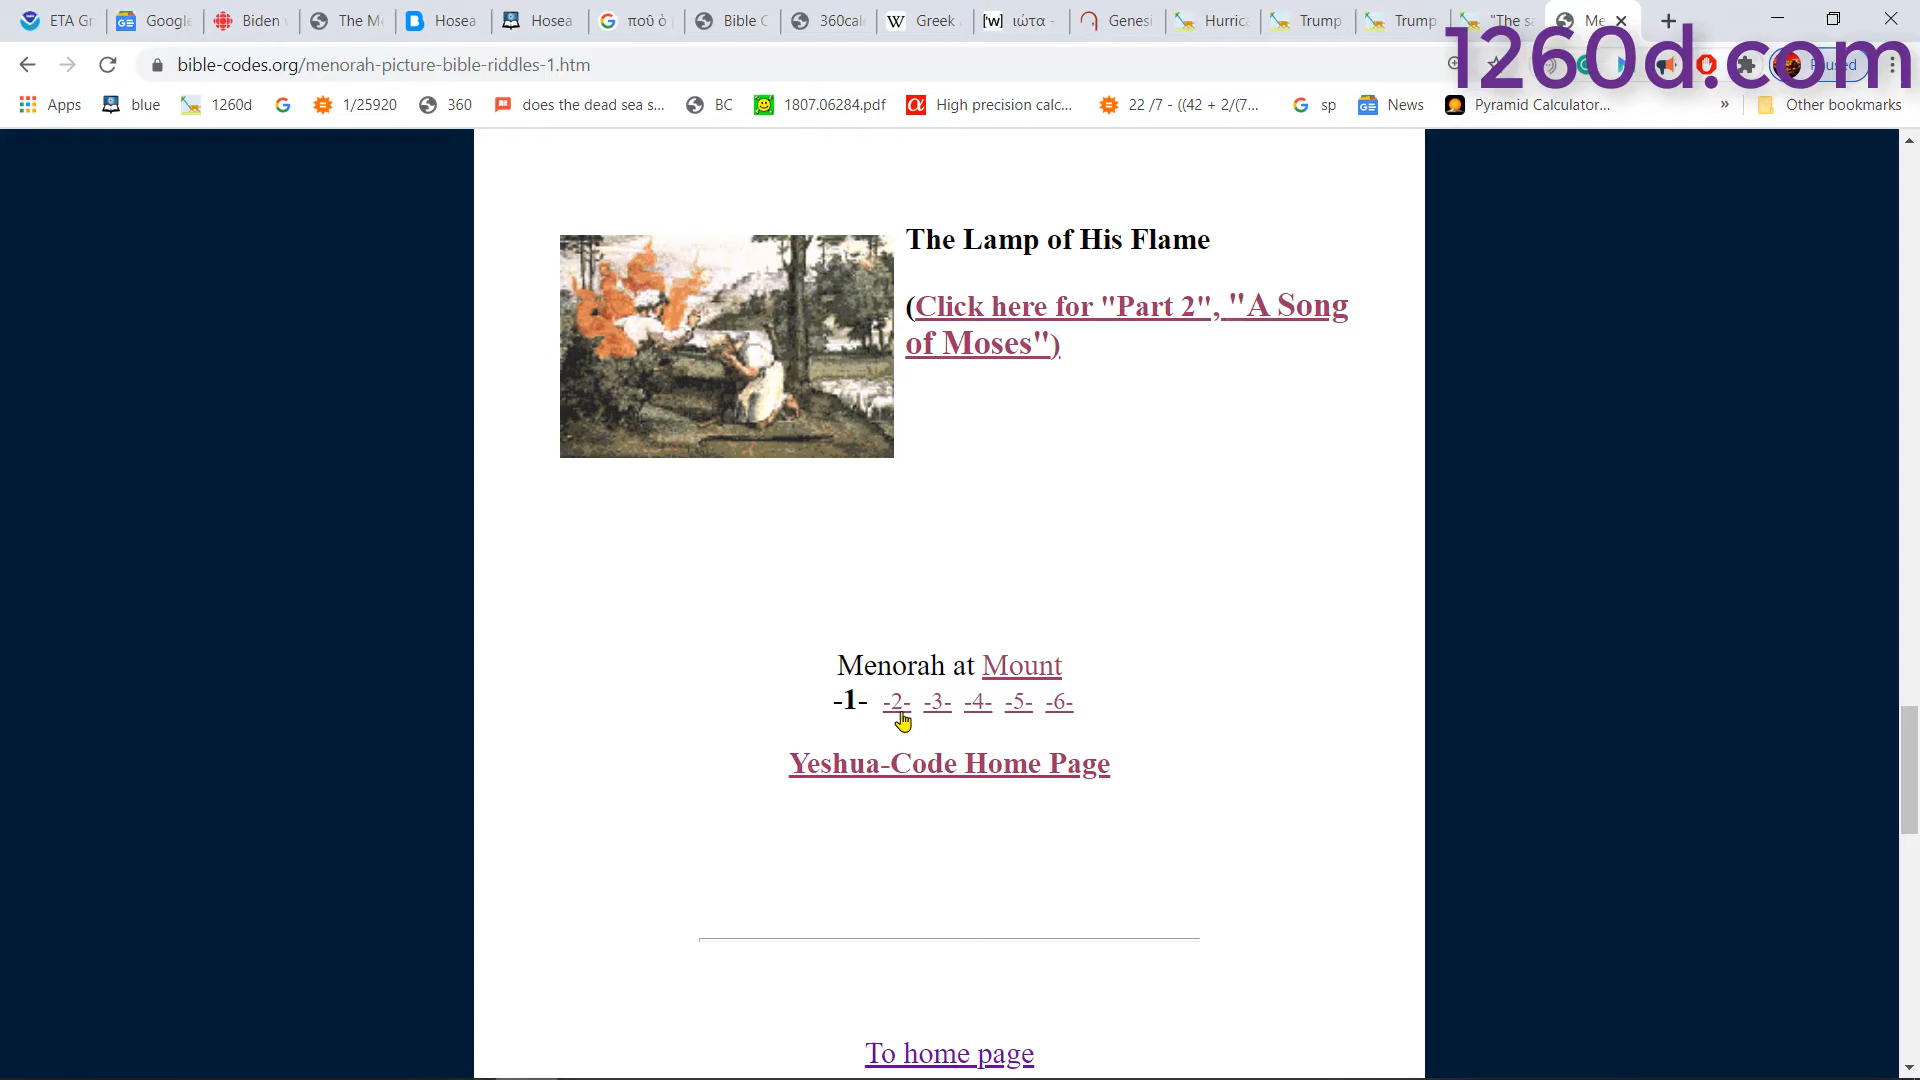 ETA Gr
Google
Biden
The M
Hosea
Hosea
ποῦ ὁ
Bible C
360cale
Greek
ιώτα -
Genesi
Hurrica
Trump
Trump
"The sa
Me
1260d.com
bible-codes.org/menorah-picture-bible-riddles-1.htm
Paused
Apps
blue
1260d
1/25920
360
does the dead sea s...
BC
1807.06284.pdf
High precision calc...
22 /7 - ((42 + 2/(7...
sp
News
Pyramid Calculator...
»
Other bookmarks
The Lamp of His Flame
(Click here for "Part 2", "A Song
of Moses")
Menorah at Mount
-1- -2- -3- -4- -5- -6-
Yeshua-Code Home Page
To home page